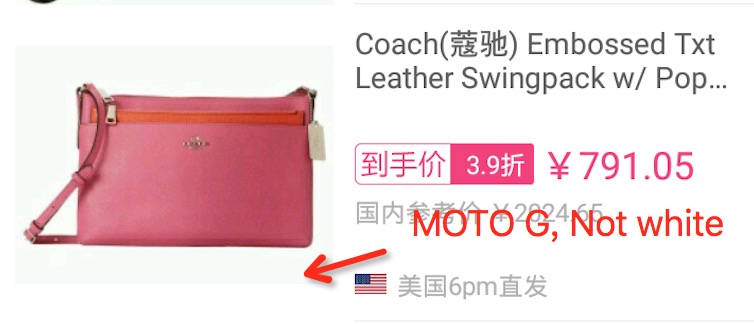 Coach(蔻驰) Embossed Txt
Leather Swingpack w/ Pop…
到手价 3.9折 ￥791.05
国内参考价 ￥2024.65
MOTO G, Not white
美国6pm直发
COACH